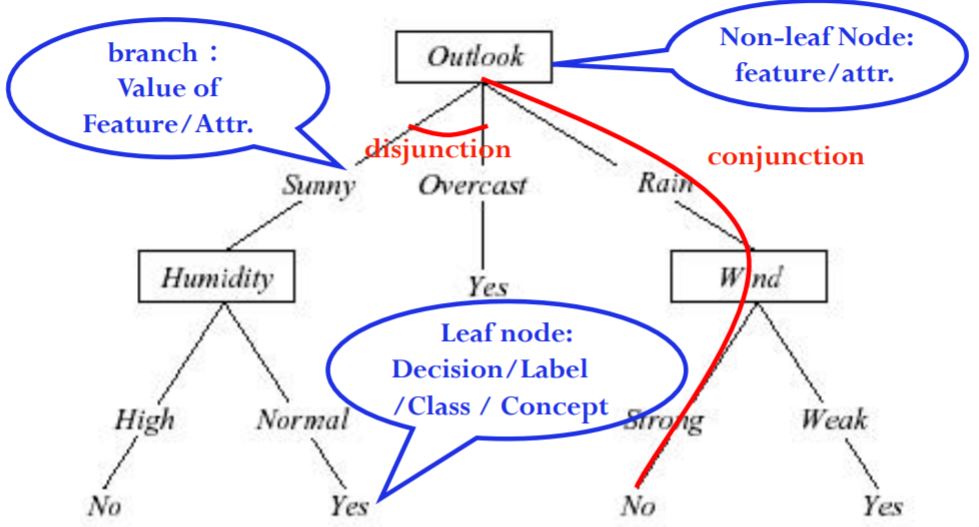 branch：
Value of
Feature/Attr.
Outlook
Non-leaf Node:
feature/attr.
disjunction
conjunction
Sunny
Overcast
Rain
Humidity
Yes
Wind
Leaf node:
Decision/Label
/Class / Concept
High
Normal
Strong
Weak
No
Yes
No
Yes